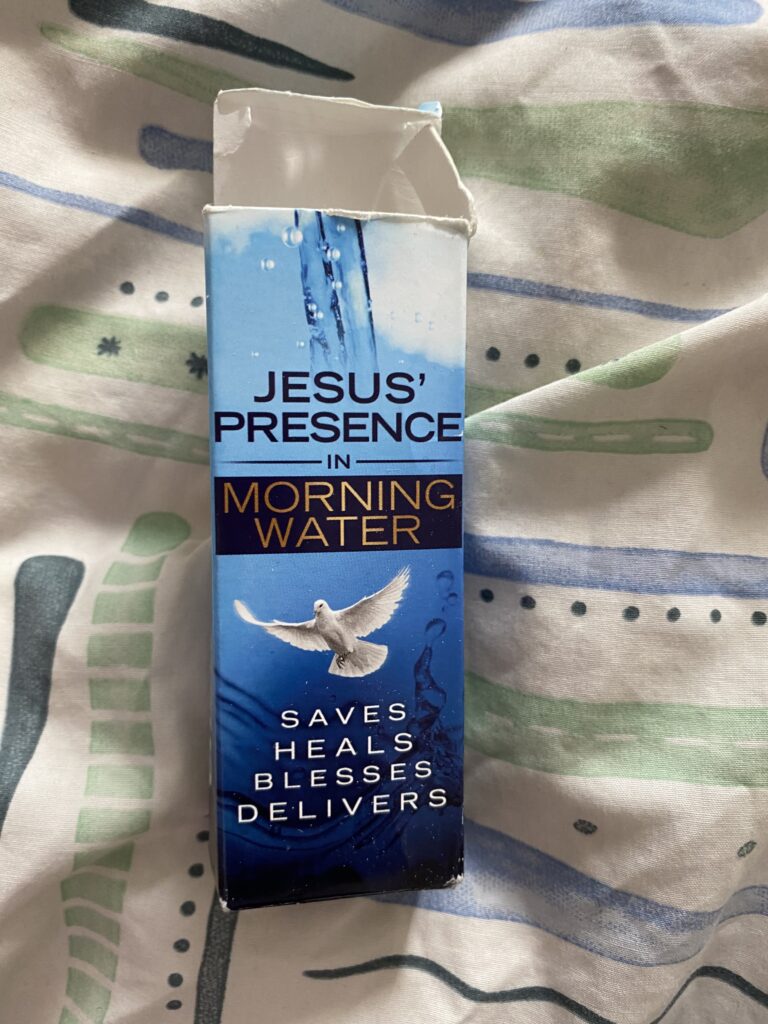 JESUS'
PRESENCE
IN
MORNING
WATER
SAVES
HEALS
BLESSES
DELIVERS